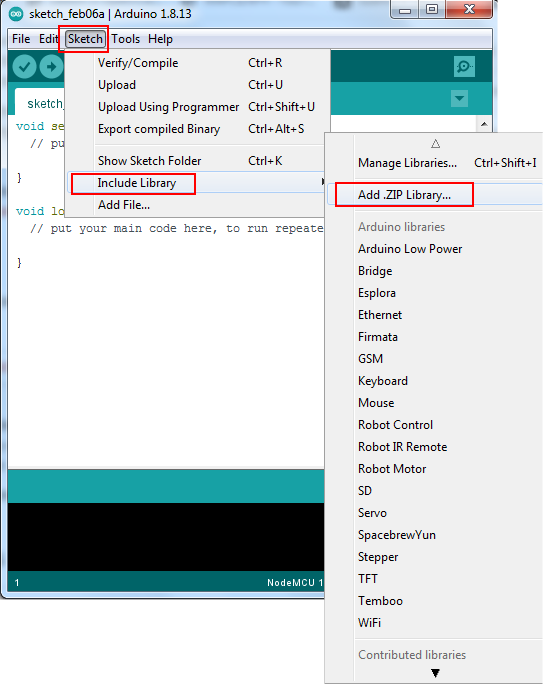 sketch_feb06a | Arduino 1.8.13
File Edit Sketch Tools Help
Verify/Compile Ctrl+R
Upload Ctrl+U
Upload Using Programmer Ctrl+Shift+U
Export compiled Binary Ctrl+Alt+S
Show Sketch Folder Ctrl+K
Include Library
Add File...
sketch_
void se
// pu
}
void lo
// put your main code here, to run repeate
}
1 NodeMCU 1
Manage Libraries... Ctrl+Shift+I
Add .ZIP Library...
Arduino libraries
Arduino Low Power
Bridge
Esplora
Ethernet
Firmata
GSM
Keyboard
Mouse
Robot Control
Robot IR Remote
Robot Motor
SD
Servo
SpacebrewYun
Stepper
TFT
Temboo
WiFi
Contributed libraries